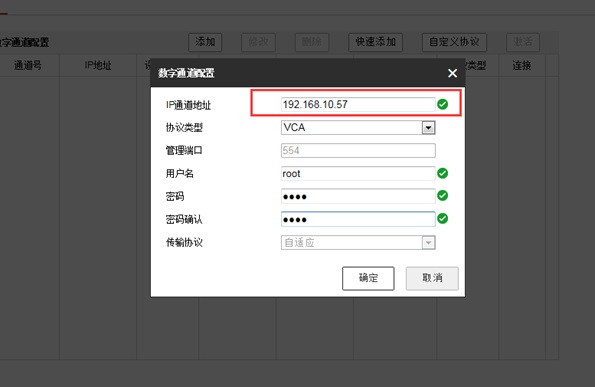 数字通道配置
添加 修改 删除 快速添加 自定义协议 激活
通道号 IP地址 类型 连接
数字通道配置
IP通道地址 192.168.10.57
协议类型 VCA
管理端口 554
用户名 root
密码 ●●●●
密码确认 ●●●●
传输协议 自适应
确定 取消